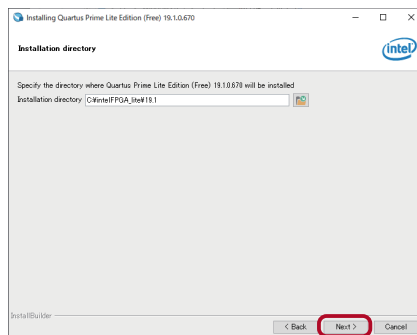 Installing Quartus Prime Lite Edition (Free) 19.1.0.670
Installation directory
intel
Specify the directory where Quartus Prime Lite Edition (Free) 19.1.0.670 will be installed
Installation directory C:¥intelFPGA_lite¥19.1
InstallBuilder
< Back Next > Cancel